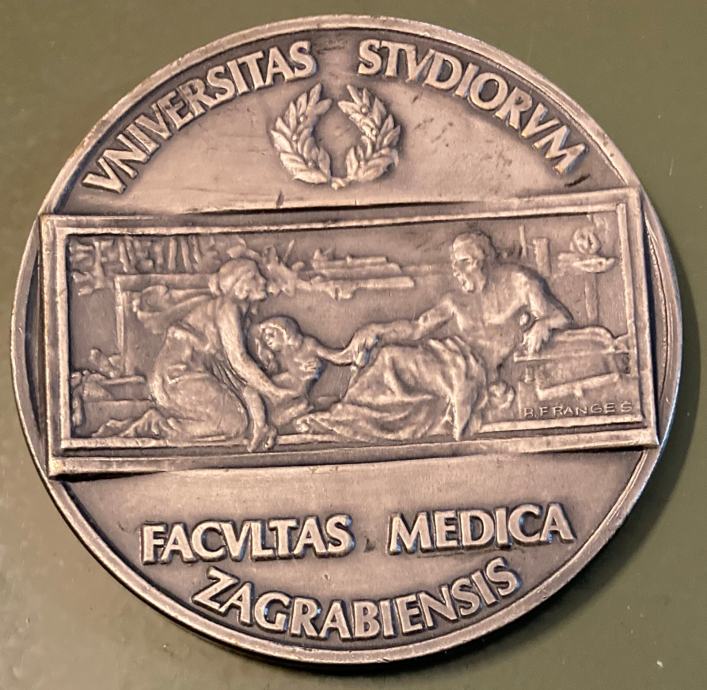 VNIVERSITAS STVDIORVM
R. FRANGEŠ
FACVLTAS MEDICA
ZAGRABIENSIS